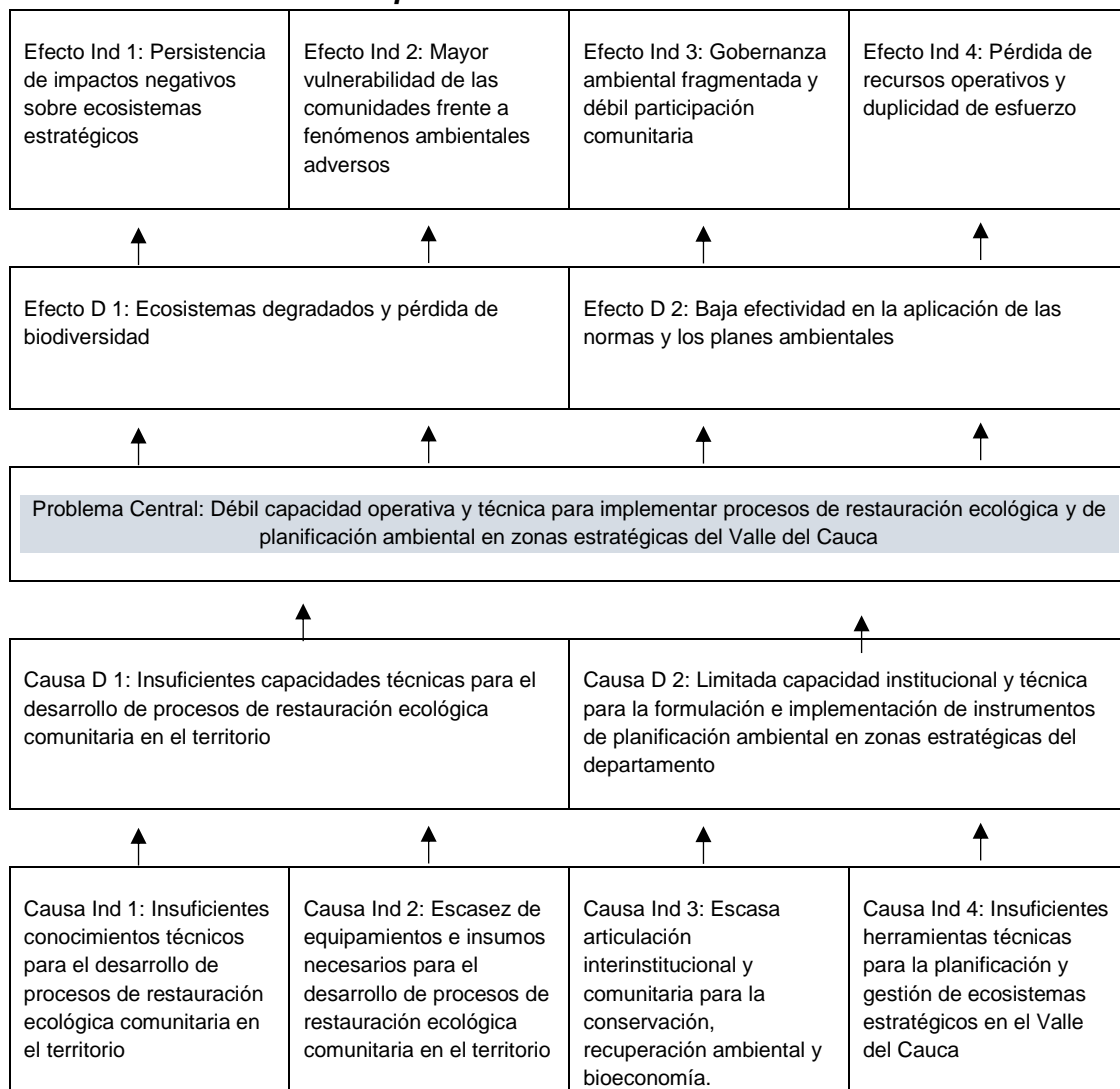 Efecto Ind 1: Persistencia
de impactos negativos
sobre ecosistemas
estratégicos
Efecto Ind 2: Mayor
vulnerabilidad de las
comunidades frente a
fenómenos ambientales
adversos
Efecto Ind 3: Gobernanza
ambiental fragmentada y
débil participación
comunitaria
Efecto Ind 4: Pérdida de
recursos operativos y
duplicidad de esfuerzo
Efecto D 1: Ecosistemas degradados y pérdida de
biodiversidad
Efecto D 2: Baja efectividad en la aplicación de las
normas y los planes ambientales
Problema Central: Débil capacidad operativa y técnica para implementar procesos de restauración ecológica y de
planificación ambiental en zonas estratégicas del Valle del Cauca
Causa D 1: Insuficientes capacidades técnicas para el
desarrollo de procesos de restauración ecológica
comunitaria en el territorio
Causa D 2: Limitada capacidad institucional y técnica
para la formulación e implementación de instrumentos
de planificación ambiental en zonas estratégicas del
departamento
Causa Ind 1: Insuficientes
conocimientos técnicos
para el desarrollo de
procesos de restauración
ecológica comunitaria en
el territorio
Causa Ind 2: Escasez de
equipamientos e insumos
necesarios para el
desarrollo de procesos de
restauración ecológica
comunitaria en el territorio
Causa Ind 3: Escasa
articulación
interinstitucional y
comunitaria para la
conservación,
recuperación ambiental y
bioeconomía.
Causa Ind 4: Insuficientes
herramientas técnicas
para la planificación y
gestión de ecosistemas
estratégicos en el Valle
del Cauca